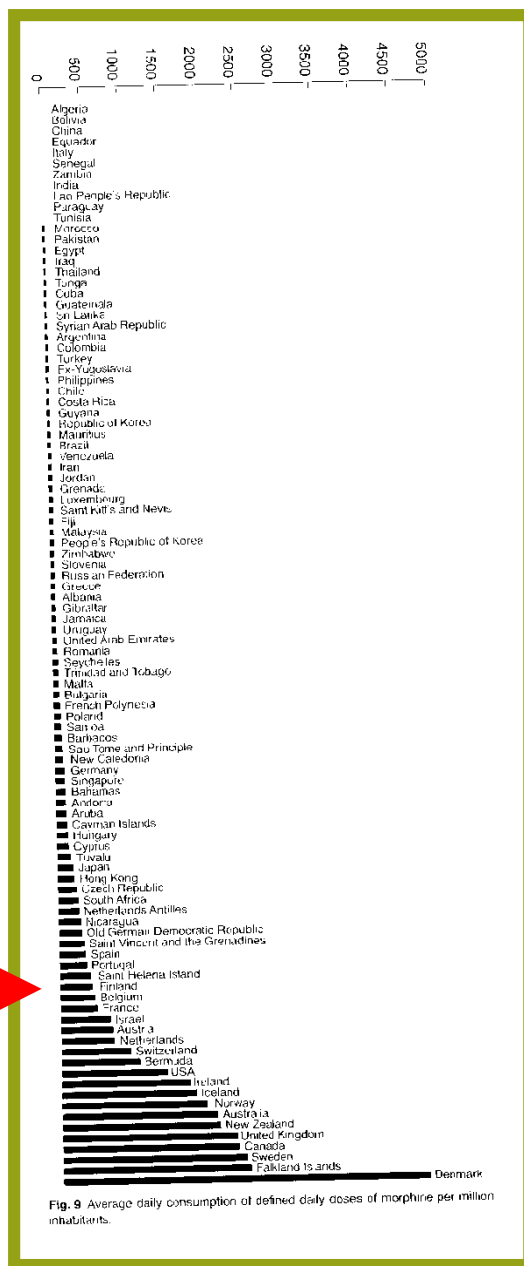 0
500
1000
1500
2000
2500
3000
3500
4000
4500
5000
Algeria
Bolivia
China
Equador
Italy
Senegal
Zambia
India
Lao People's Republic
Paraguay
Tunisia
Morocco
Pakistan
Egypt
Iraq
Thailand
Tonga
Cuba
Guatemala
Sri Lanka
Syrian Arab Republic
Argentina
Colombia
Turkey
Ex-Yugoslavia
Philippines
Chile
Costa Rica
Guyana
Republic of Korea
Mauritius
Brazil
Venezuela
Iran
Jordan
Grenada
Luxembourg
Saint Kitt's and Nevis
Fiji
Malaysia
People's Republic of Korea
Zimbabwe
Slovenia
Russian Federation
Greece
Albania
Gibraltar
Jamaica
Uruguay
United Arab Emirates
Romania
Seychelles
Trinidad and Tobago
Malta
Bulgaria
French Polynesia
Poland
Samoa
Barbados
Sao Tome and Principle
New Caledonia
Germany
Singapure
Bahamas
Andorra
Aruba
Cayman Islands
Hungary
Cyprus
Tuvalu
Japan
Hong Kong
Czech Republic
South Africa
Netherlands Antilles
Nicaragua
Old German Democratic Republic
Saint Vincent and the Grenadines
Spain
Portugal
Saint Helena Island
Finland
Belgium
France
Israel
Austria
Netherlands
Switzerland
Bermuda
USA
Ireland
Iceland
Norway
Australia
New Zealand
United Kingdom
Canada
Sweden
Falkland Islands
Denmark
Fig. 9 Average daily consumption of defined daily doses of morphine per million
inhabitants.